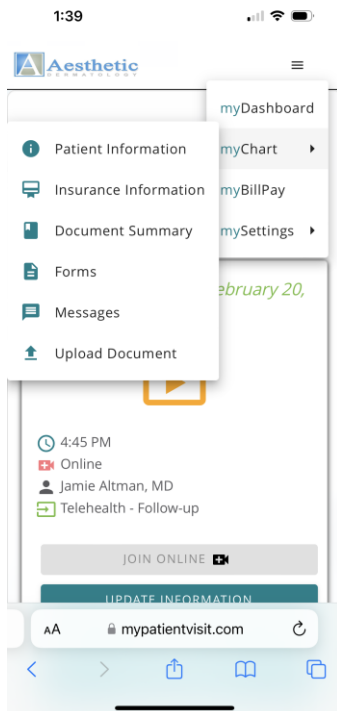 1:39
Aesthetic
DERMATOLOGY
myDashboard
myChart
myBillPay
mySettings
Patient Information
Insurance Information
Document Summary
Forms
Messages
Upload Document
ebruary 20,
4:45 PM
Online
Jamie Altman, MD
Telehealth - Follow-up
JOIN ONLINE
UPDATE INFORMATION
AA mypatientvisit.com